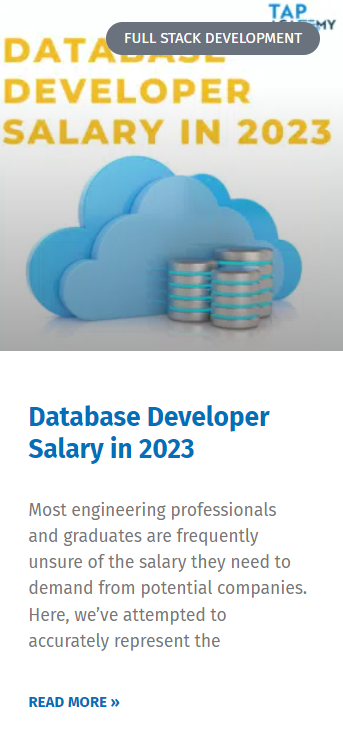 TAP
FULL STACK DEVELOPMENT
DATABASE
DEVELOPER
SALARY IN 2023
Database Developer
Salary in 2023
Most engineering professionals
and graduates are frequently
unsure of the salary they need to
demand from potential companies.
Here, we’ve attempted to
accurately represent the
READ MORE »